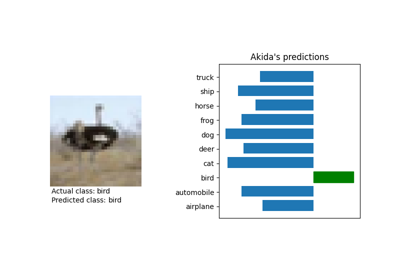 Akida's predictions
truck
ship
horse
frog
dog
deer
cat
bird
automobile
airplane
Actual class: bird
Predicted class: bird